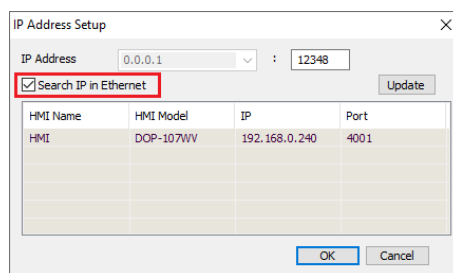 IP Address Setup
IP Address 0.0.0.1 : 12348
Search IP in Ethernet Update
HMI Name HMI Model IP Port
HMI DOP-107WV 192.168.0.240 4001
OK Cancel